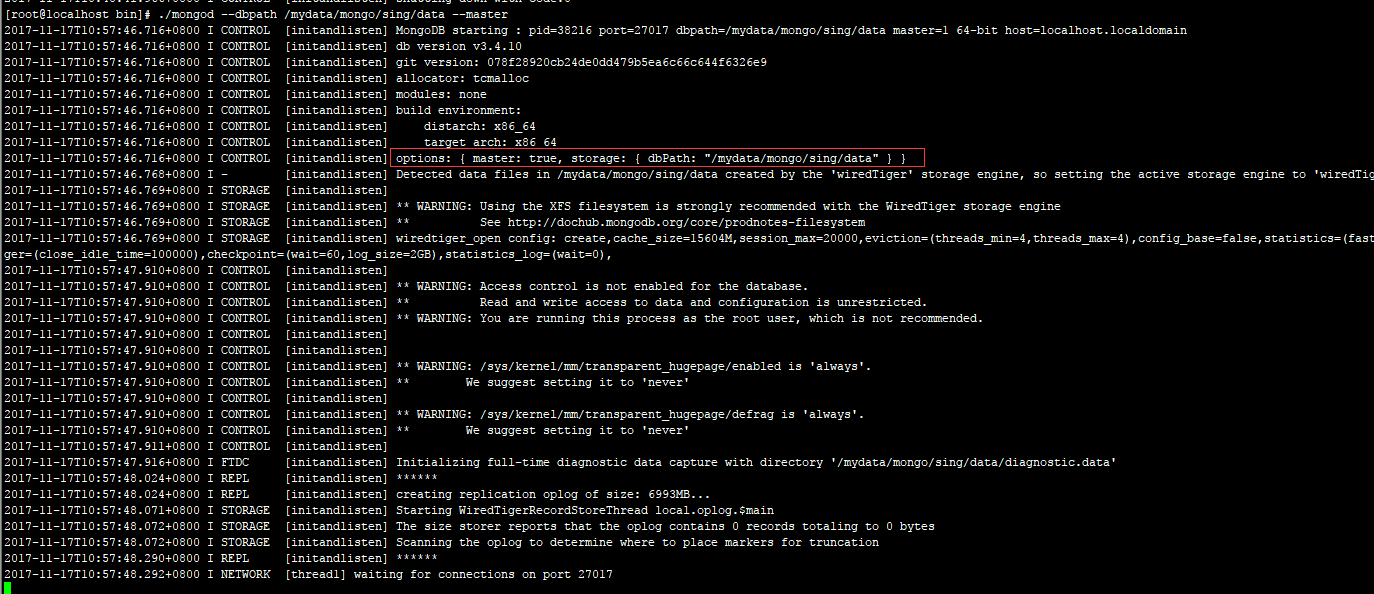 [root@localhost bin]# ./mongod --dbpath /mydata/mongo/sing/data --master
2017-11-17T10:57:46.716+0800 I CONTROL  [initandlisten] MongoDB starting : pid=38216 port=27017 dbpath=/mydata/mongo/sing/data master=1 64-bit host=localhost.localdomain
2017-11-17T10:57:46.716+0800 I CONTROL  [initandlisten] db version v3.4.10
2017-11-17T10:57:46.716+0800 I CONTROL  [initandlisten] git version: 078f28920cb24de0dd479b5ea6c66c644f6326e9
2017-11-17T10:57:46.716+0800 I CONTROL  [initandlisten] allocator: tcmalloc
2017-11-17T10:57:46.716+0800 I CONTROL  [initandlisten] modules: none
2017-11-17T10:57:46.716+0800 I CONTROL  [initandlisten] build environment:
2017-11-17T10:57:46.716+0800 I CONTROL  [initandlisten]     distarch: x86_64
2017-11-17T10:57:46.716+0800 I CONTROL  [initandlisten]     target_arch: x86_64
2017-11-17T10:57:46.716+0800 I CONTROL  [initandlisten] options: { master: true, storage: { dbPath: "/mydata/mongo/sing/data" } }
2017-11-17T10:57:46.768+0800 I -        [initandlisten] Detected data files in /mydata/mongo/sing/data created by the 'wiredTiger' storage engine, so setting the active storage engine to 'wiredTig
2017-11-17T10:57:46.769+0800 I STORAGE  [initandlisten]
2017-11-17T10:57:46.769+0800 I STORAGE  [initandlisten] ** WARNING: Using the XFS filesystem is strongly recommended with the WiredTiger storage engine
2017-11-17T10:57:46.769+0800 I STORAGE  [initandlisten] **          See http://dochub.mongodb.org/core/prodnotes-filesystem
2017-11-17T10:57:46.769+0800 I STORAGE  [initandlisten] wiredtiger_open config: create,cache_size=15604M,session_max=20000,eviction=(threads_min=4,threads_max=4),config_base=false,statistics=(fast
ger=(close_idle_time=100000),checkpoint=(wait=60,log_size=2GB),statistics_log=(wait=0),
2017-11-17T10:57:47.910+0800 I CONTROL  [initandlisten]
2017-11-17T10:57:47.910+0800 I CONTROL  [initandlisten] ** WARNING: Access control is not enabled for the database.
2017-11-17T10:57:47.910+0800 I CONTROL  [initandlisten] **          Read and write access to data and configuration is unrestricted.
2017-11-17T10:57:47.910+0800 I CONTROL  [initandlisten] ** WARNING: You are running this process as the root user, which is not recommended.
2017-11-17T10:57:47.910+0800 I CONTROL  [initandlisten]
2017-11-17T10:57:47.910+0800 I CONTROL  [initandlisten]
2017-11-17T10:57:47.910+0800 I CONTROL  [initandlisten] ** WARNING: /sys/kernel/mm/transparent_hugepage/enabled is 'always'.
2017-11-17T10:57:47.910+0800 I CONTROL  [initandlisten] **        We suggest setting it to 'never'
2017-11-17T10:57:47.910+0800 I CONTROL  [initandlisten]
2017-11-17T10:57:47.910+0800 I CONTROL  [initandlisten] ** WARNING: /sys/kernel/mm/transparent_hugepage/defrag is 'always'.
2017-11-17T10:57:47.910+0800 I CONTROL  [initandlisten] **        We suggest setting it to 'never'
2017-11-17T10:57:47.911+0800 I CONTROL  [initandlisten]
2017-11-17T10:57:47.916+0800 I FTDC     [initandlisten] Initializing full-time diagnostic data capture with directory '/mydata/mongo/sing/data/diagnostic.data'
2017-11-17T10:57:48.024+0800 I REPL     [initandlisten] ******
2017-11-17T10:57:48.024+0800 I REPL     [initandlisten] creating replication oplog of size: 6993MB...
2017-11-17T10:57:48.071+0800 I STORAGE  [initandlisten] Starting WiredTigerRecordStoreThread local.oplog.$main
2017-11-17T10:57:48.072+0800 I STORAGE  [initandlisten] The size storer reports that the oplog contains 0 records totaling to 0 bytes
2017-11-17T10:57:48.072+0800 I STORAGE  [initandlisten] Scanning the oplog to determine where to place markers for truncation
2017-11-17T10:57:48.290+0800 I REPL     [initandlisten] ******
2017-11-17T10:57:48.292+0800 I NETWORK  [thread1] waiting for connections on port 27017